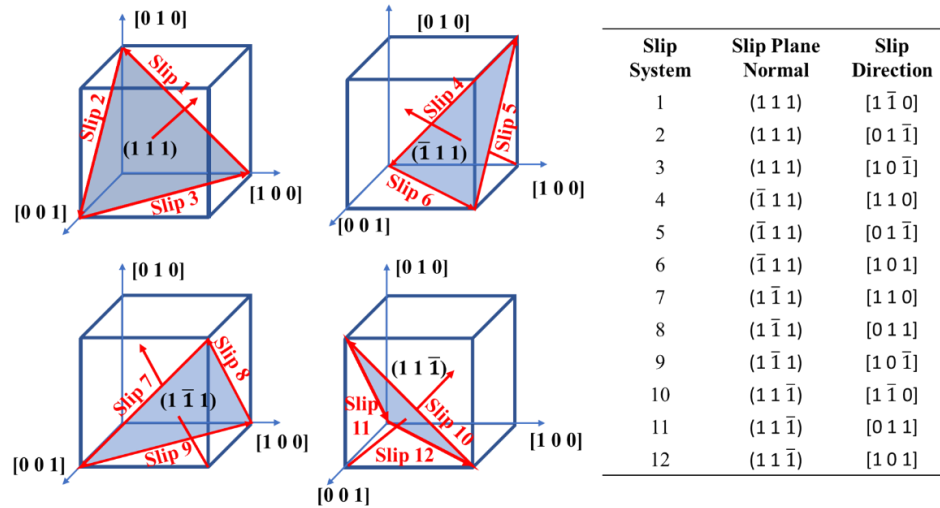 [0 1 0]
Slip 1
Slip 2
(1 1 1)
Slip 3
[1 0 0]
[0 0 1]
[0 1 0]
Slip 4
Slip 5
(1̅ 1 1)
Slip 6
[1 0 0]
[0 0 1]
[0 1 0]
Slip 7
Slip 8
(1 1̅ 1)
Slip 9
[1 0 0]
[0 0 1]
[0 1 0]
(1 1 1̅)
Slip
11
Slip 10
Slip 12
[1 0 0]
[0 0 1]
Slip System Slip Plane Normal Slip Direction
1 (1 1 1) [1 1̅ 0]
2 (1 1 1) [0 1 1̅]
3 (1 1 1) [1 0 1̅]
4 (1̅ 1 1) [1 1 0]
5 (1̅ 1 1) [0 1 1̅]
6 (1̅ 1 1) [1 0 1]
7 (1 1̅ 1) [1 1 0]
8 (1 1̅ 1) [0 1 1]
9 (1 1̅ 1) [1 0 1̅]
10 (1 1 1̅) [1 1̅ 0]
11 (1 1 1̅) [0 1 1]
12 (1 1 1̅) [1 0 1]